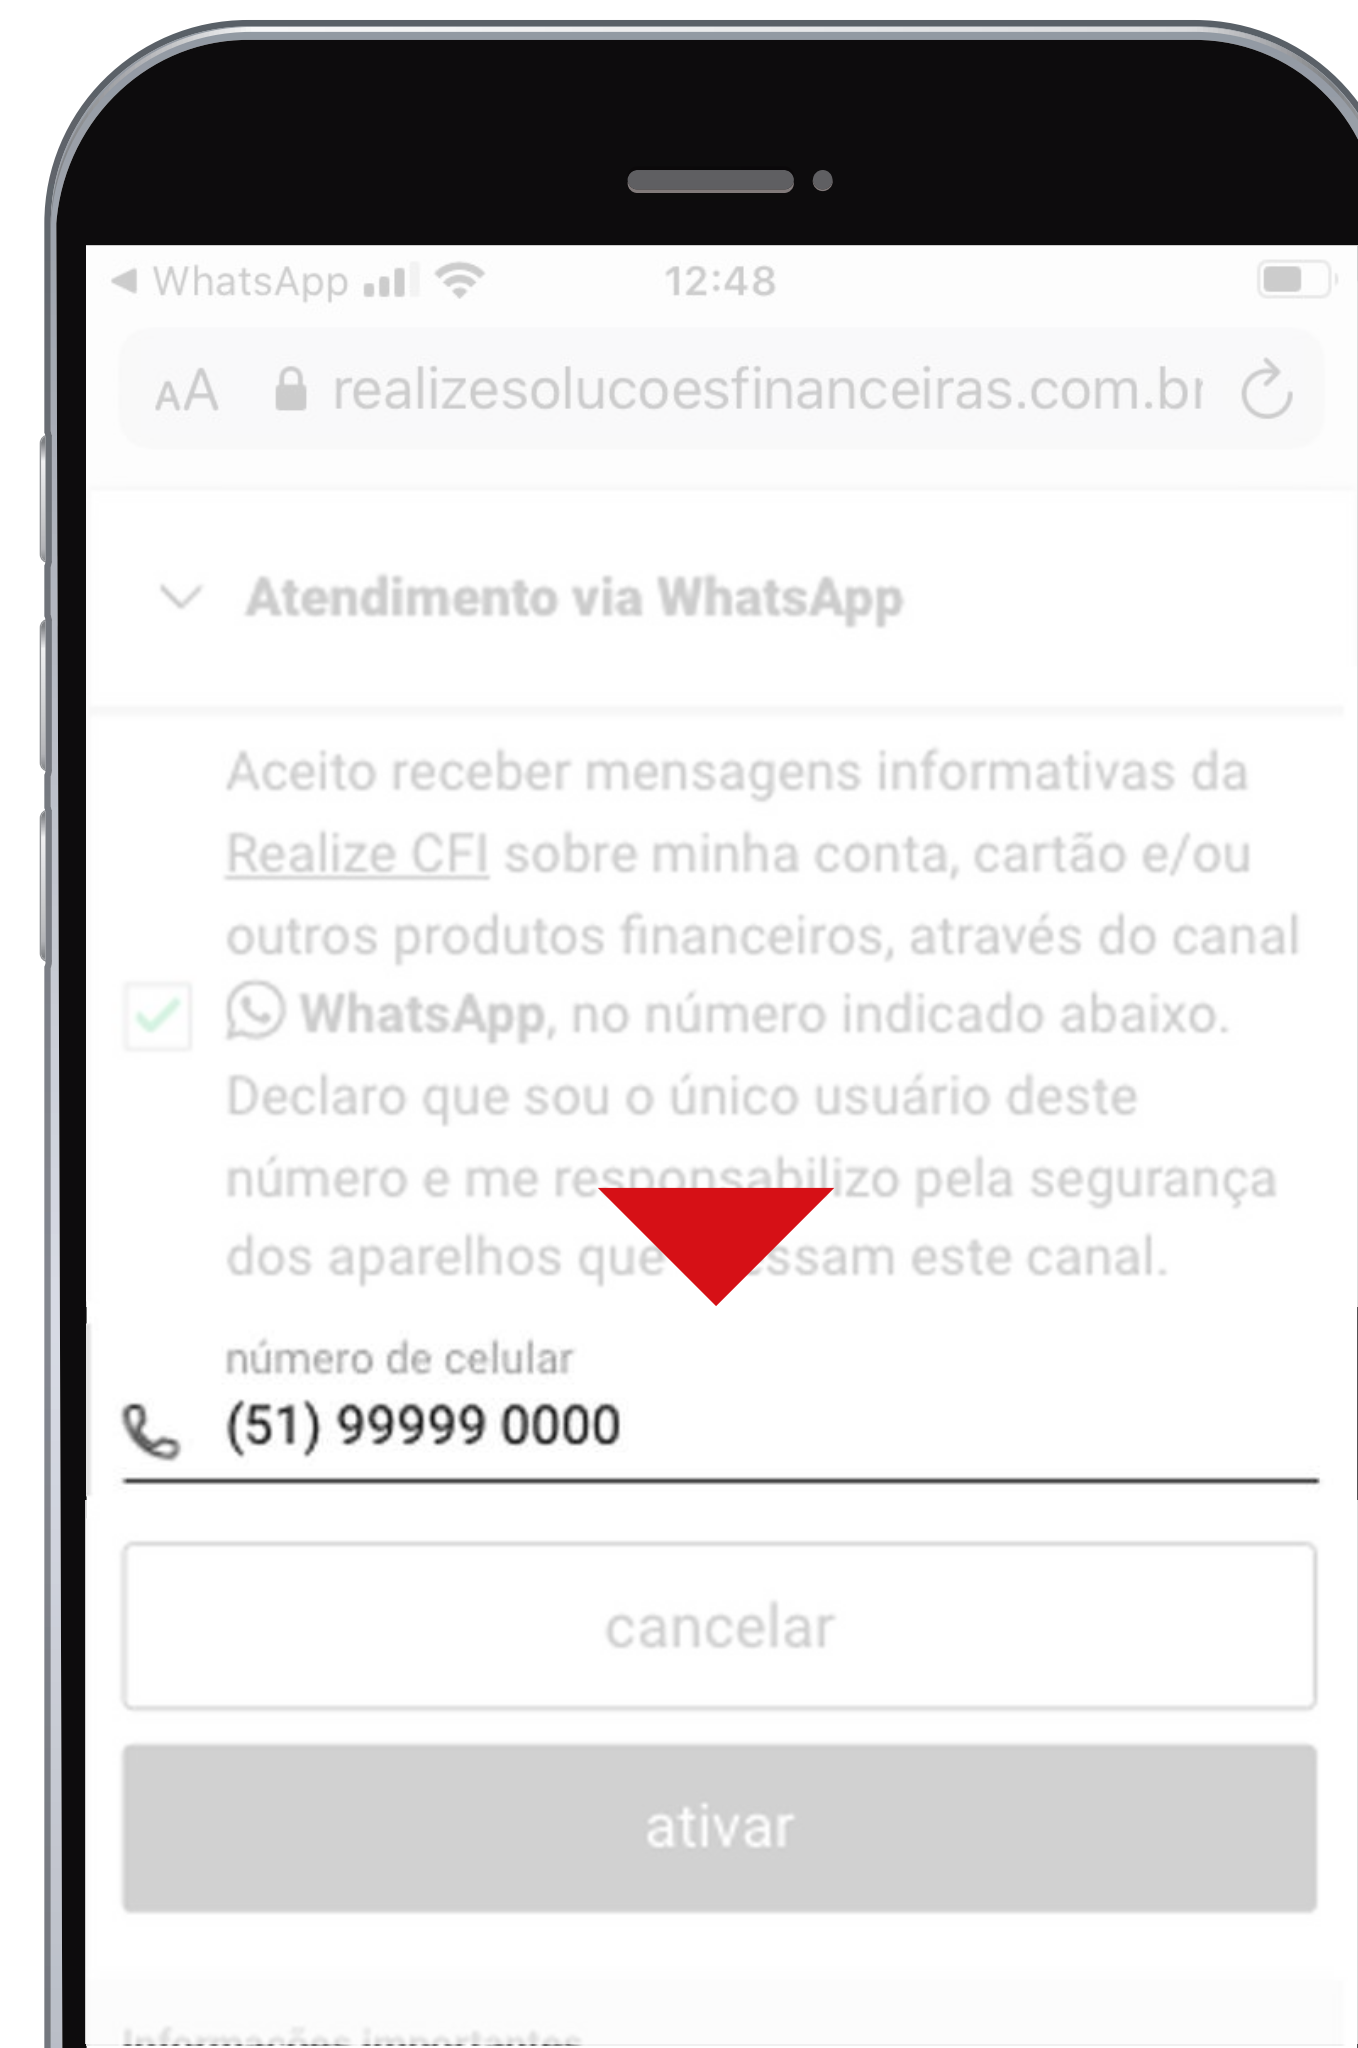 WhatsApp 12:48
AA realizesolucoesfinanceiras.com.br
Atendimento via WhatsApp
Aceito receber mensagens informativas da
Realize CFI sobre minha conta, cartão e/ou
outros produtos financeiros, através do canal
WhatsApp, no número indicado abaixo.
Declaro que sou o único usuário deste
número e me responsabilizo pela segurança
dos aparelhos que essam este canal.
número de celular
(51) 99999 0000
cancelar
ativar
Informações importantes